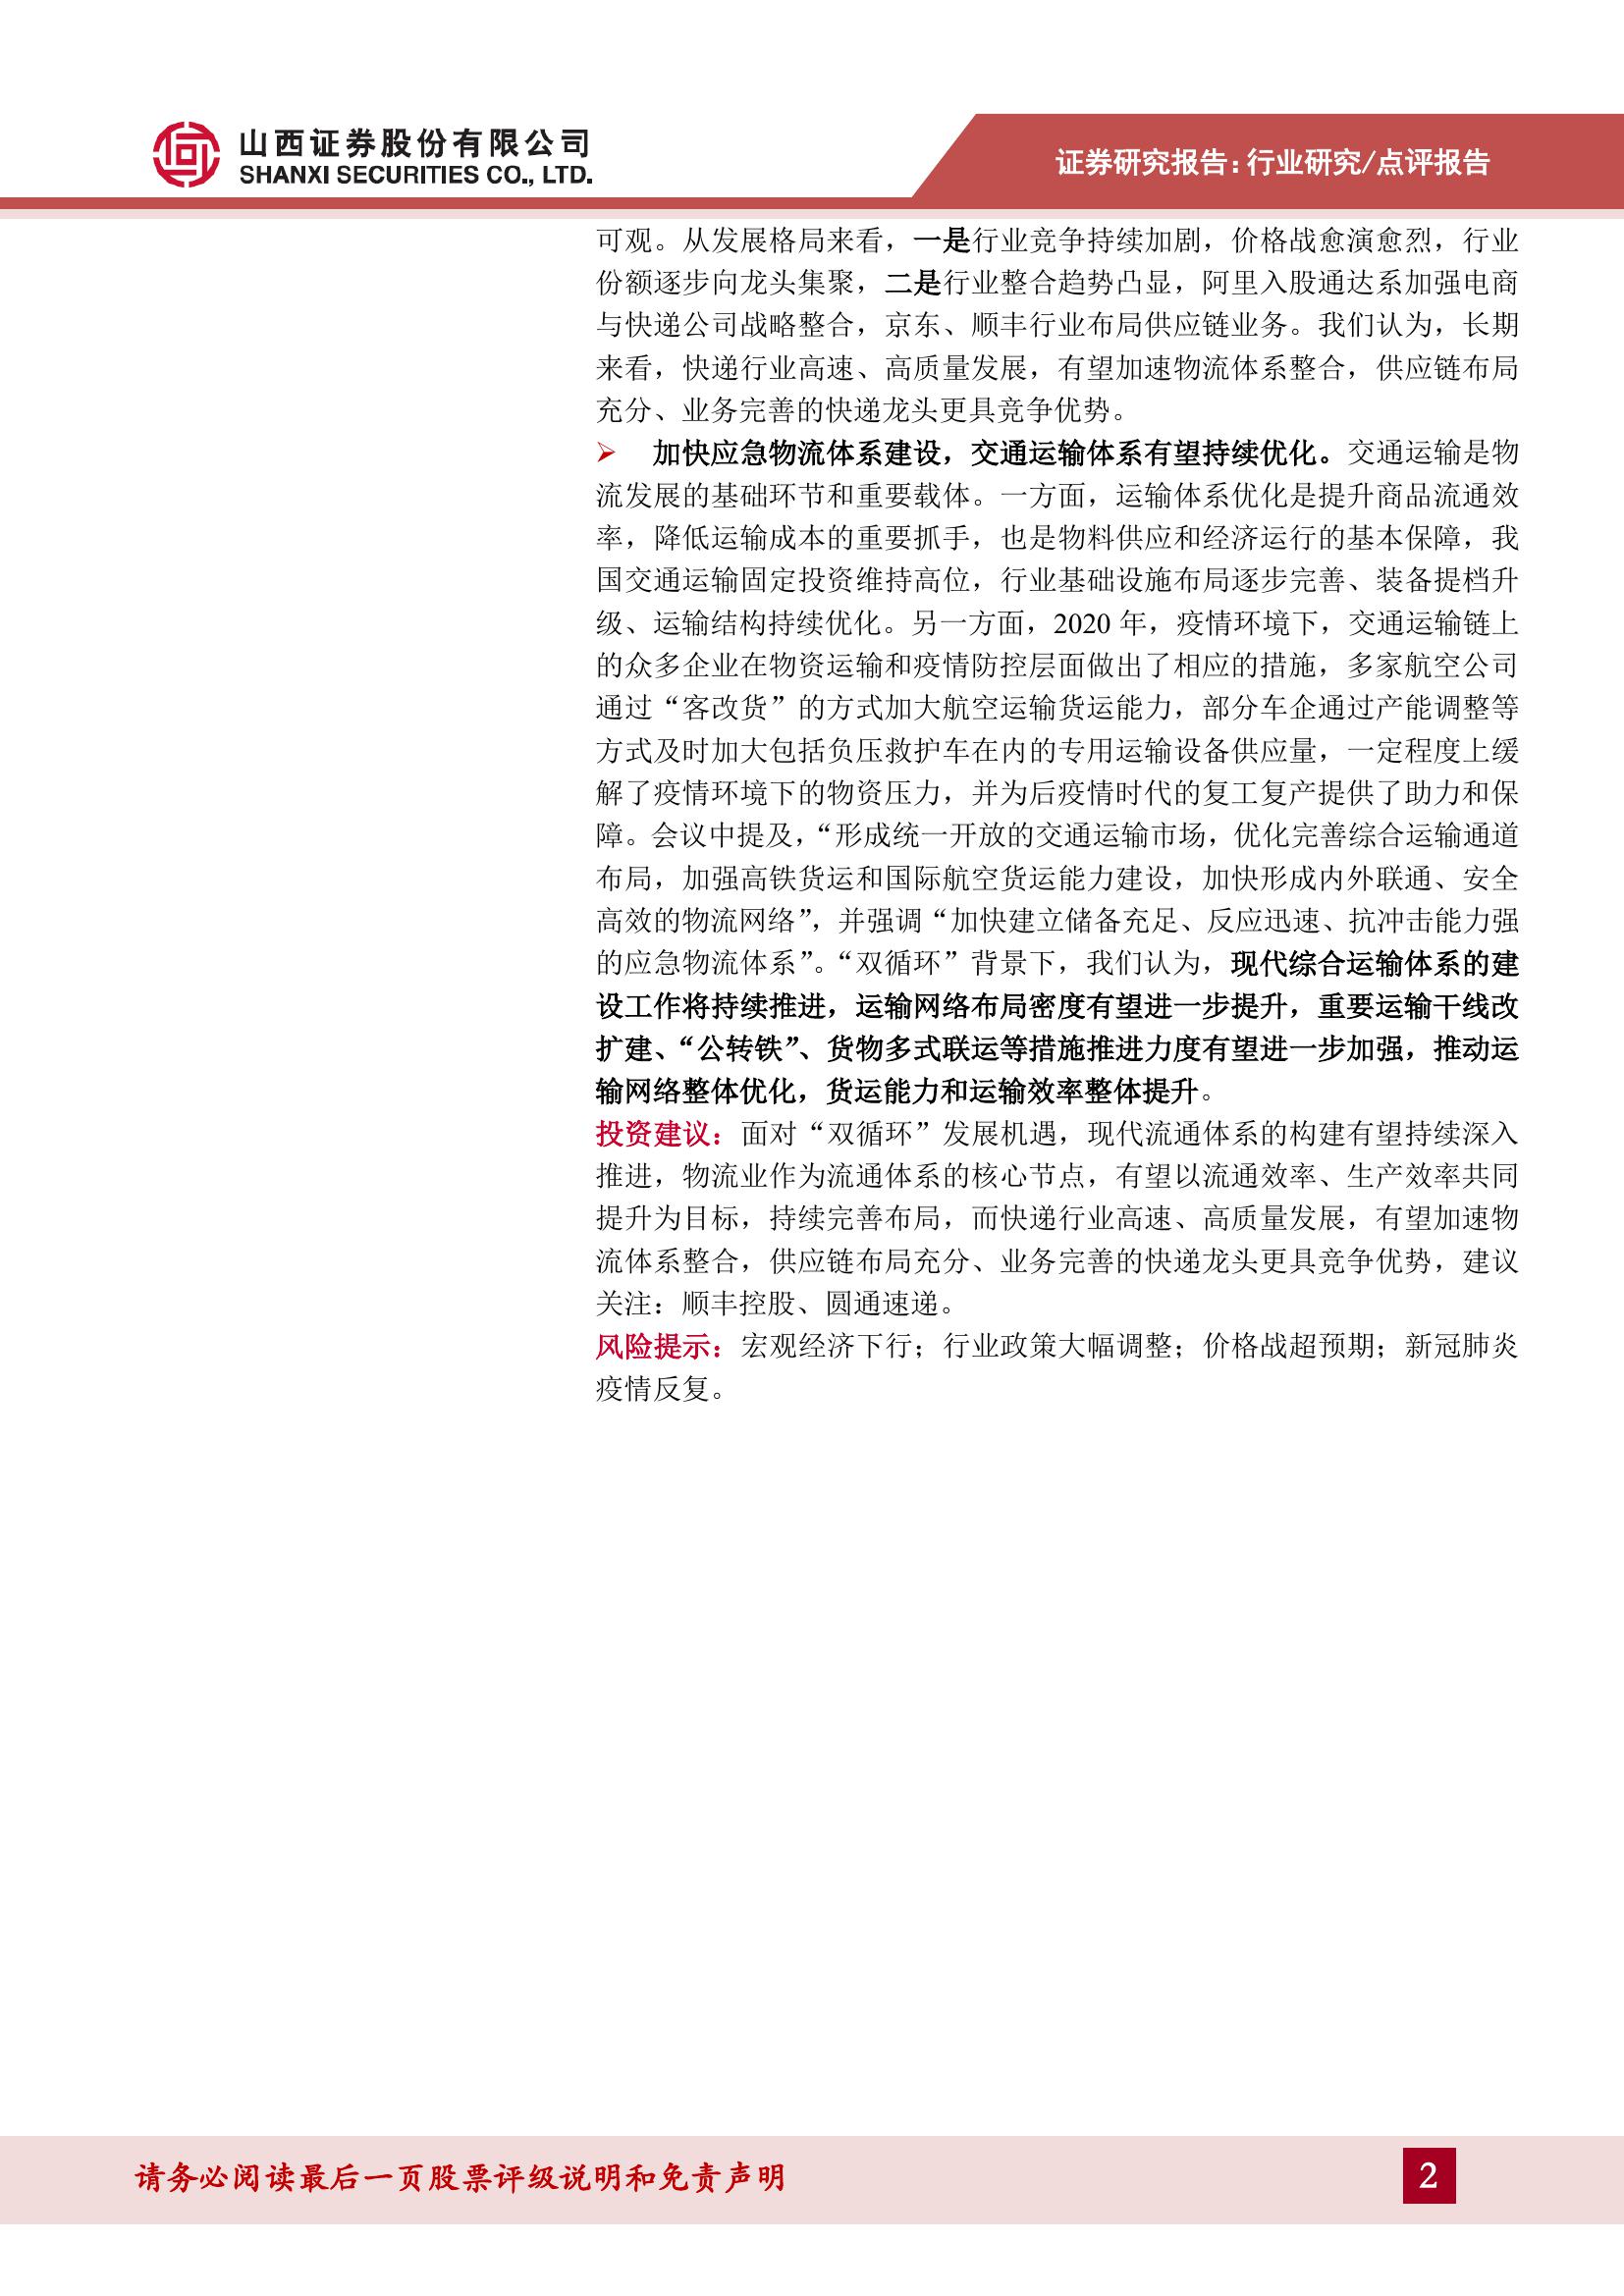 山西证券股份有限公司
SHANXI SECURITIES CO., LTD.
证券研究报告：行业研究/点评报告
可观。从发展格局来看，一是行业竞争持续加剧，价格战愈演愈烈，行业
份额逐步向龙头集聚，二是行业整合趋势凸显，阿里入股通达系加强电商
与快递公司战略整合，京东、顺丰行业布局供应链业务。我们认为，长期
来看，快递行业高速、高质量发展，有望加速物流体系整合，供应链布局
充分、业务完善的快递龙头更具竞争优势。
➢ 加快应急物流体系建设，交通运输体系有望持续优化。交通运输是物
流发展的基础环节和重要载体。一方面，运输体系优化是提升商品流通效
率，降低运输成本的重要抓手，也是物料供应和经济运行的基本保障，我
国交通运输固定投资维持高位，行业基础设施布局逐步完善、装备提档升
级、运输结构持续优化。另一方面，2020 年，疫情环境下，交通运输链上
的众多企业在物资运输和疫情防控层面做出了相应的措施，多家航空公司
通过“客改货”的方式加大航空运输货运能力，部分车企通过产能调整等
方式及时加大包括负压救护车在内的专用运输设备供应量，一定程度上缓
解了疫情环境下的物资压力，并为后疫情时代的复工复产提供了助力和保
障。会议中提及，“形成统一开放的交通运输市场，优化完善综合运输通道
布局，加强高铁货运和国际航空货运能力建设，加快形成内外联通、安全
高效的物流网络”，并强调“加快建立储备充足、反应迅速、抗冲击能力强
的应急物流体系”。“双循环”背景下，我们认为，现代综合运输体系的建
设工作将持续推进，运输网络布局密度有望进一步提升，重要运输干线改
扩建、“公转铁”、货物多式联运等措施推进力度有望进一步加强，推动运
输网络整体优化，货运能力和运输效率整体提升。
投资建议：面对“双循环”发展机遇，现代流通体系的构建有望持续深入
推进，物流业作为流通体系的核心节点，有望以流通效率、生产效率共同
提升为目标，持续完善布局，而快递行业高速、高质量发展，有望加速物
流体系整合，供应链布局充分、业务完善的快递龙头更具竞争优势，建议
关注：顺丰控股、圆通速递。
风险提示：宏观经济下行；行业政策大幅调整；价格战超预期；新冠肺炎
疫情反复。
请务必阅读最后一页股票评级说明和免责声明
2